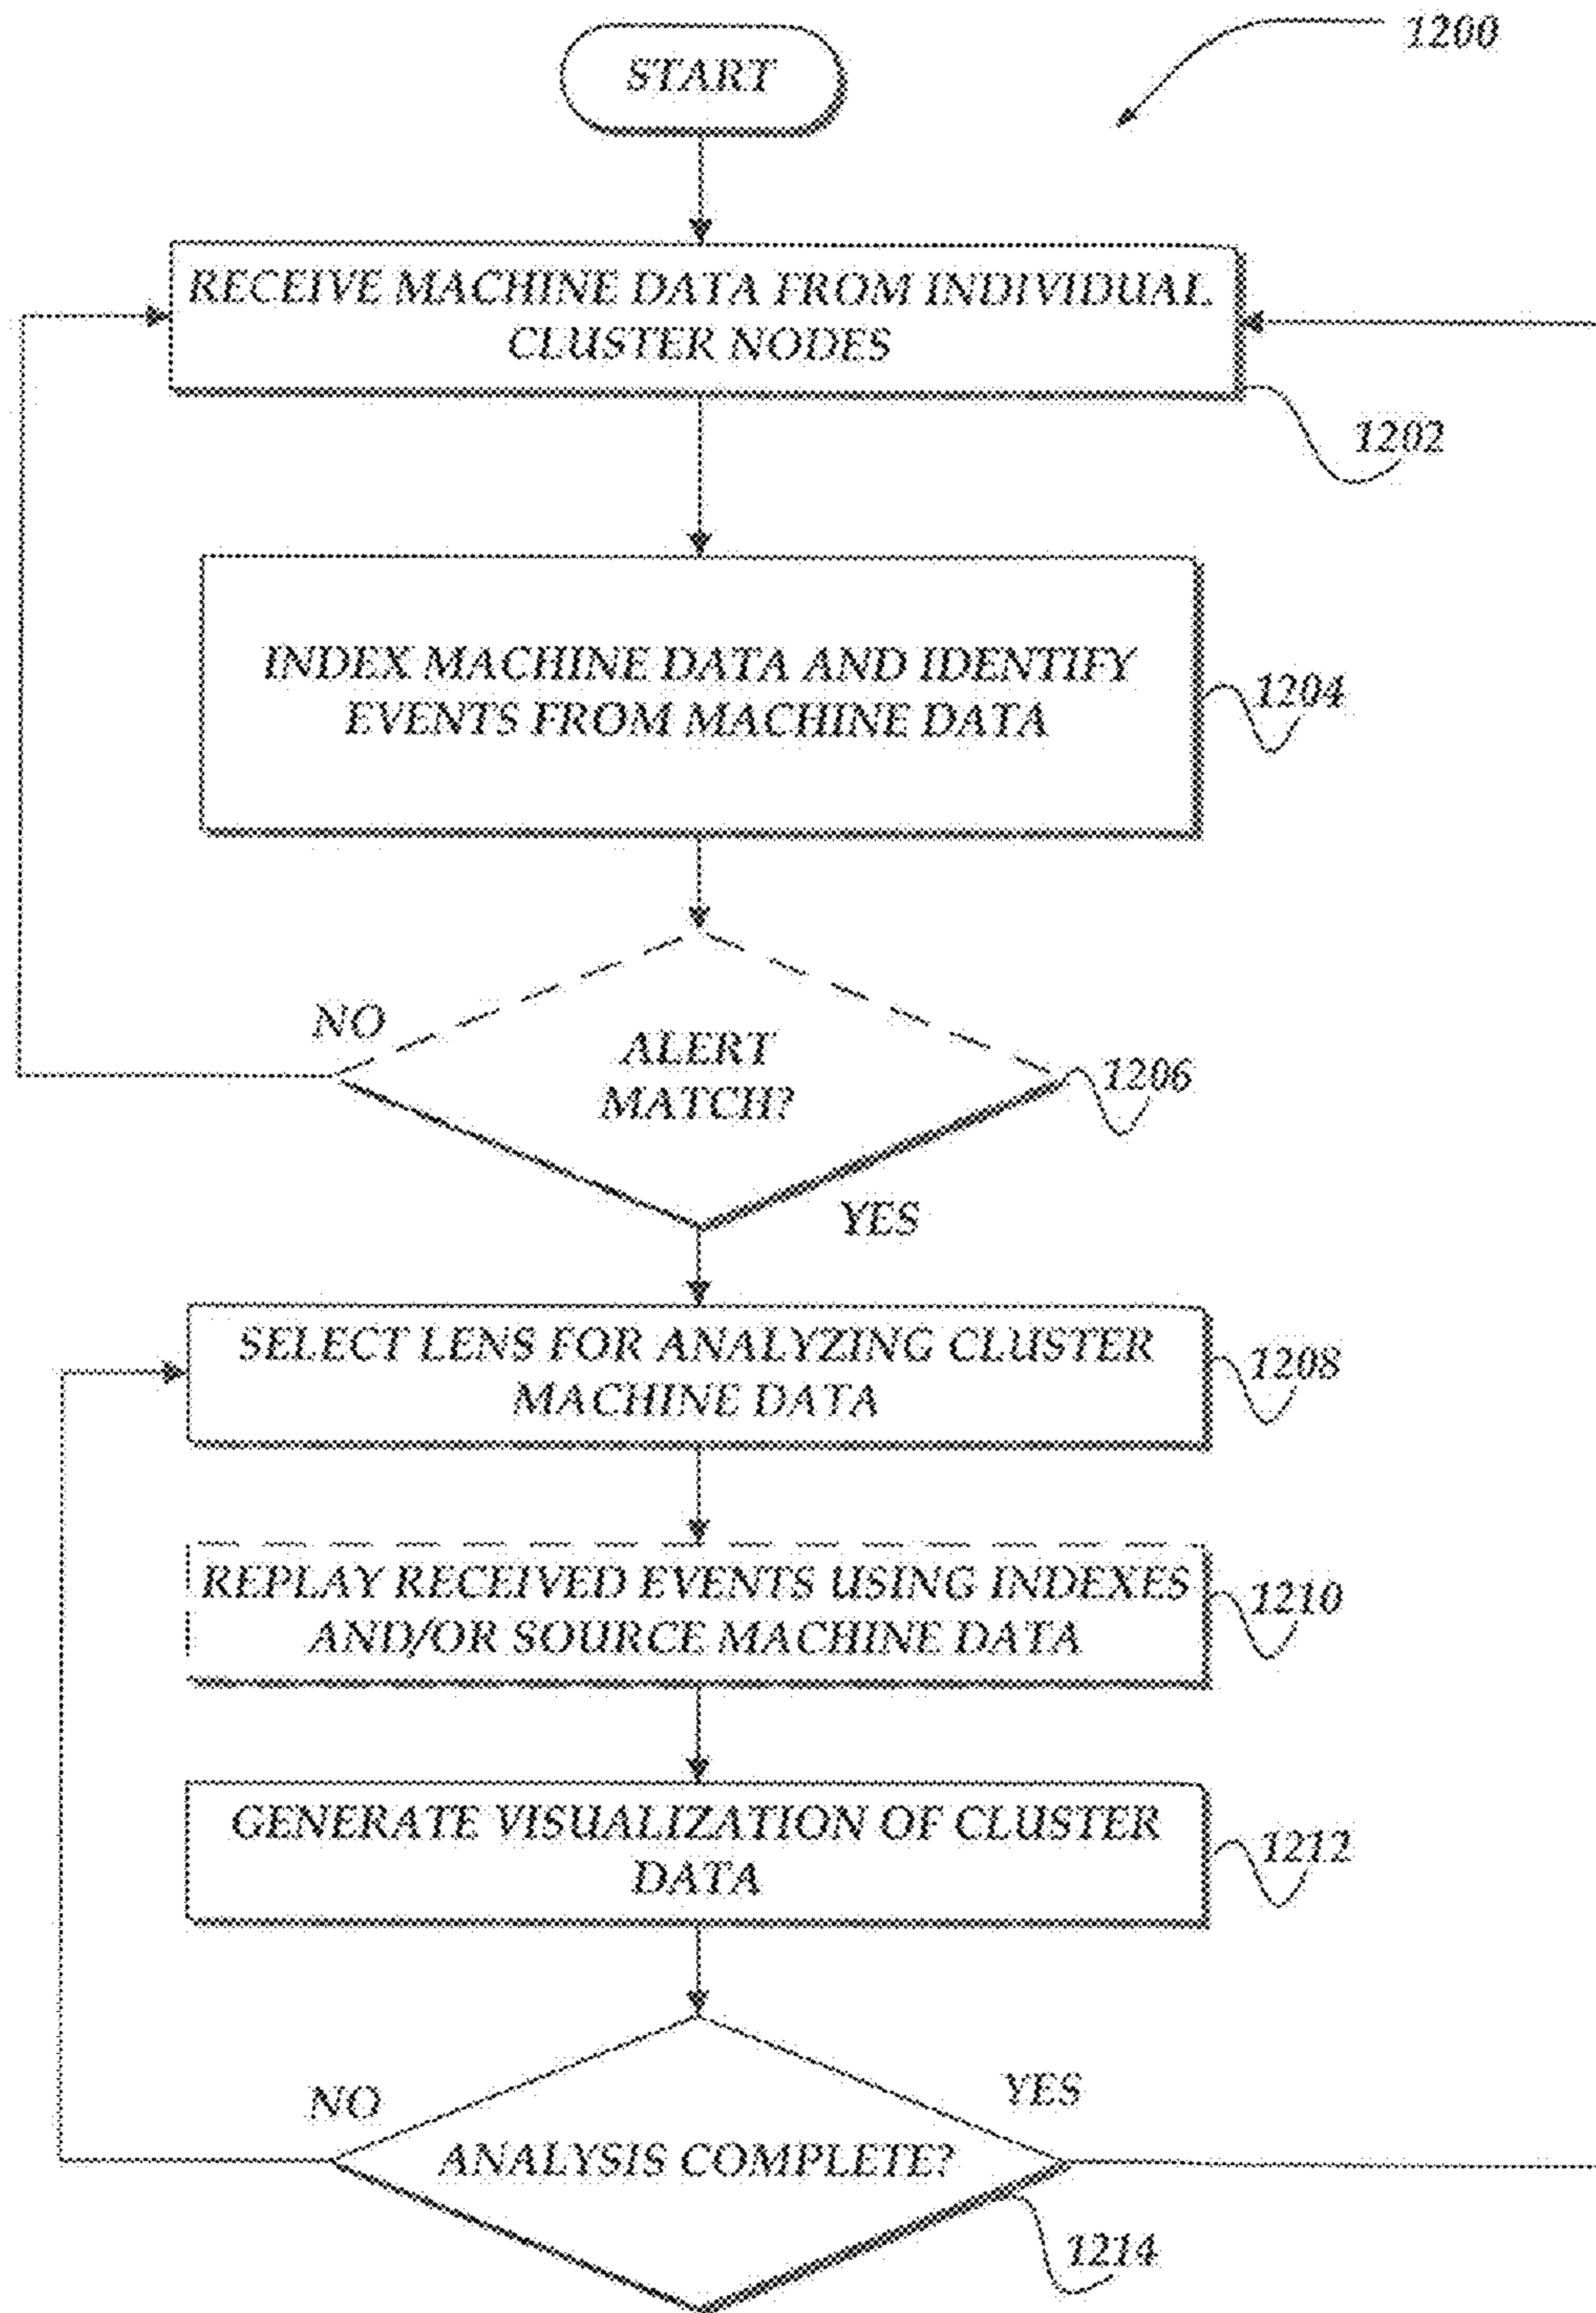 1200
START
RECEIVE MACHINE DATA FROM INDIVIDUAL
CLUSTER NODES
1202
INDEX MACHINE DATA AND IDENTIFY
EVENTS FROM MACHINE DATA
1204
NO
ALERT
MATCH?
1206
YES
SELECT LENS FOR ANALYZING CLUSTER
MACHINE DATA
1208
REPLAY RECEIVED EVENTS USING INDEXES
AND/OR SOURCE MACHINE DATA
1210
GENERATE VISUALIZATION OF CLUSTER
DATA
1212
NO
YES
ANALYSIS COMPLETE?
1214